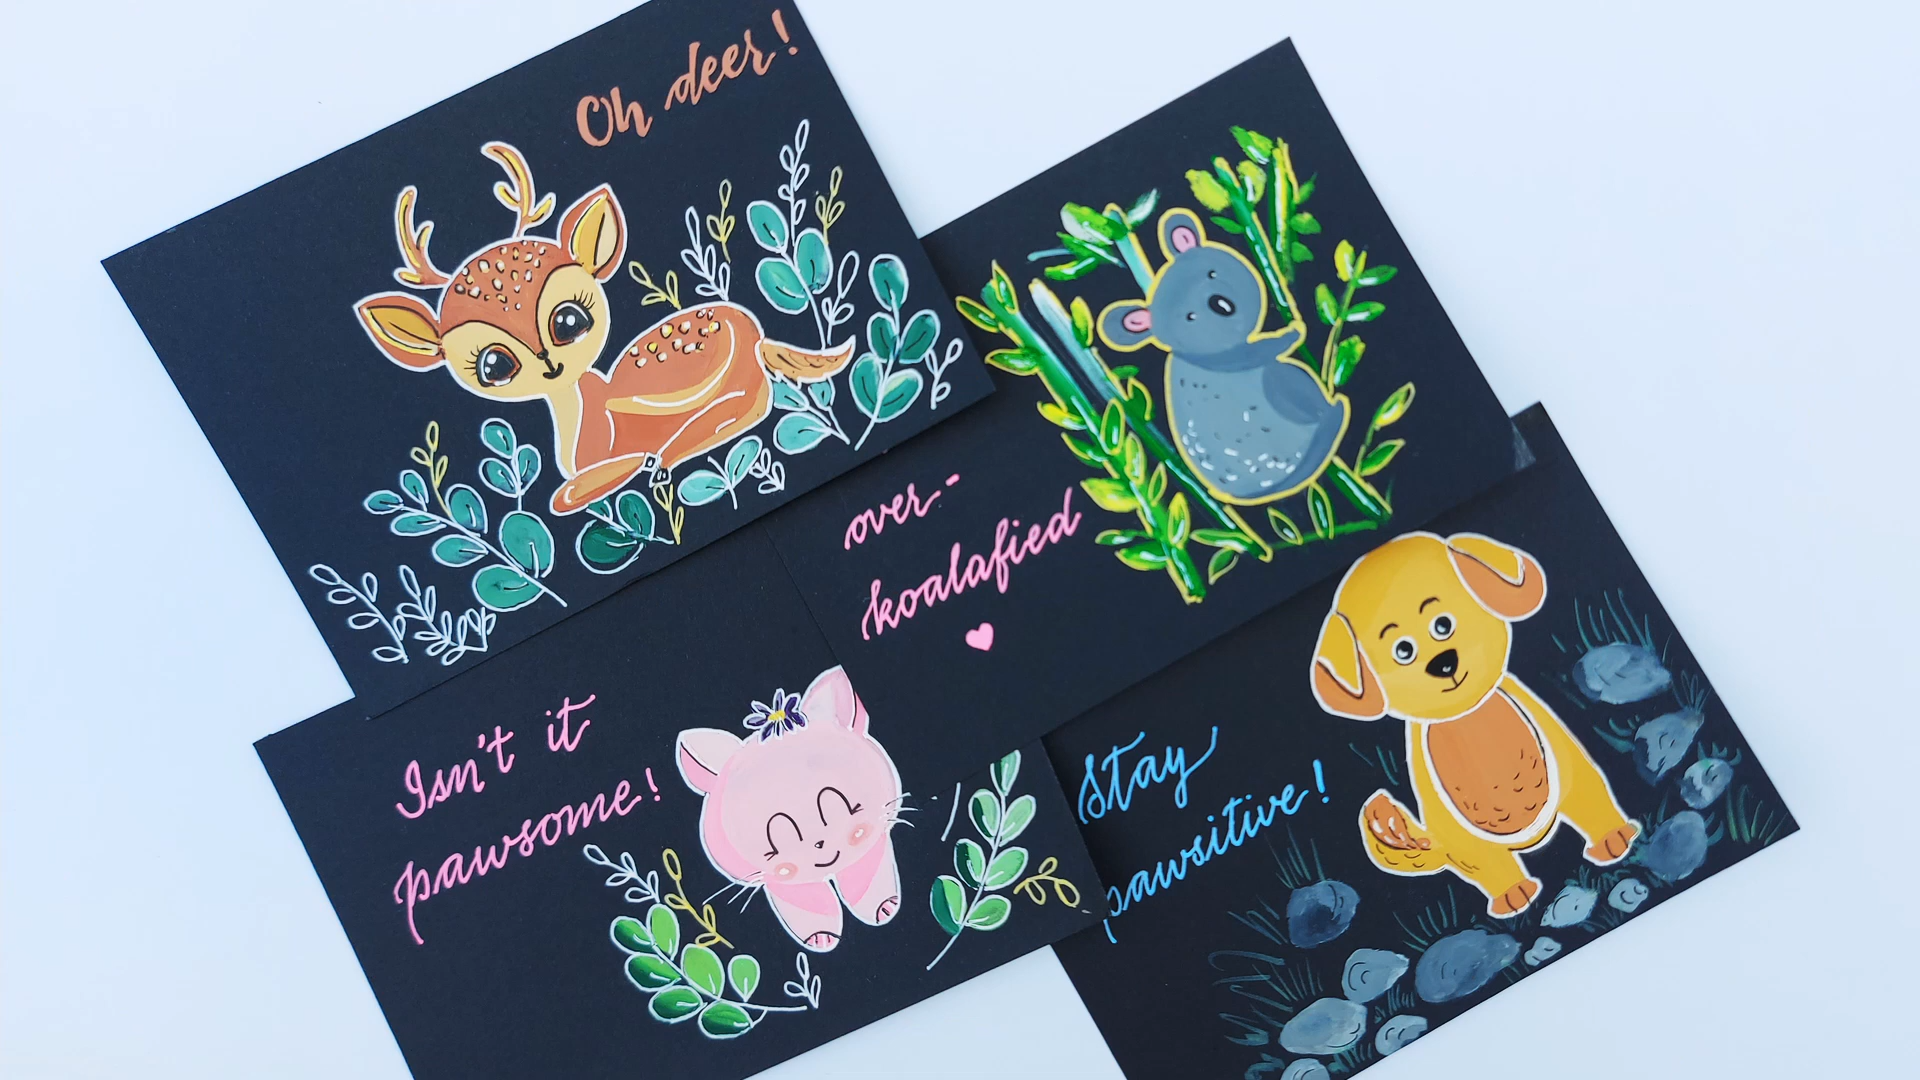 Oh deer!
over-
koalafied
Isn't it
pawsome!
Stay
pawsitive!